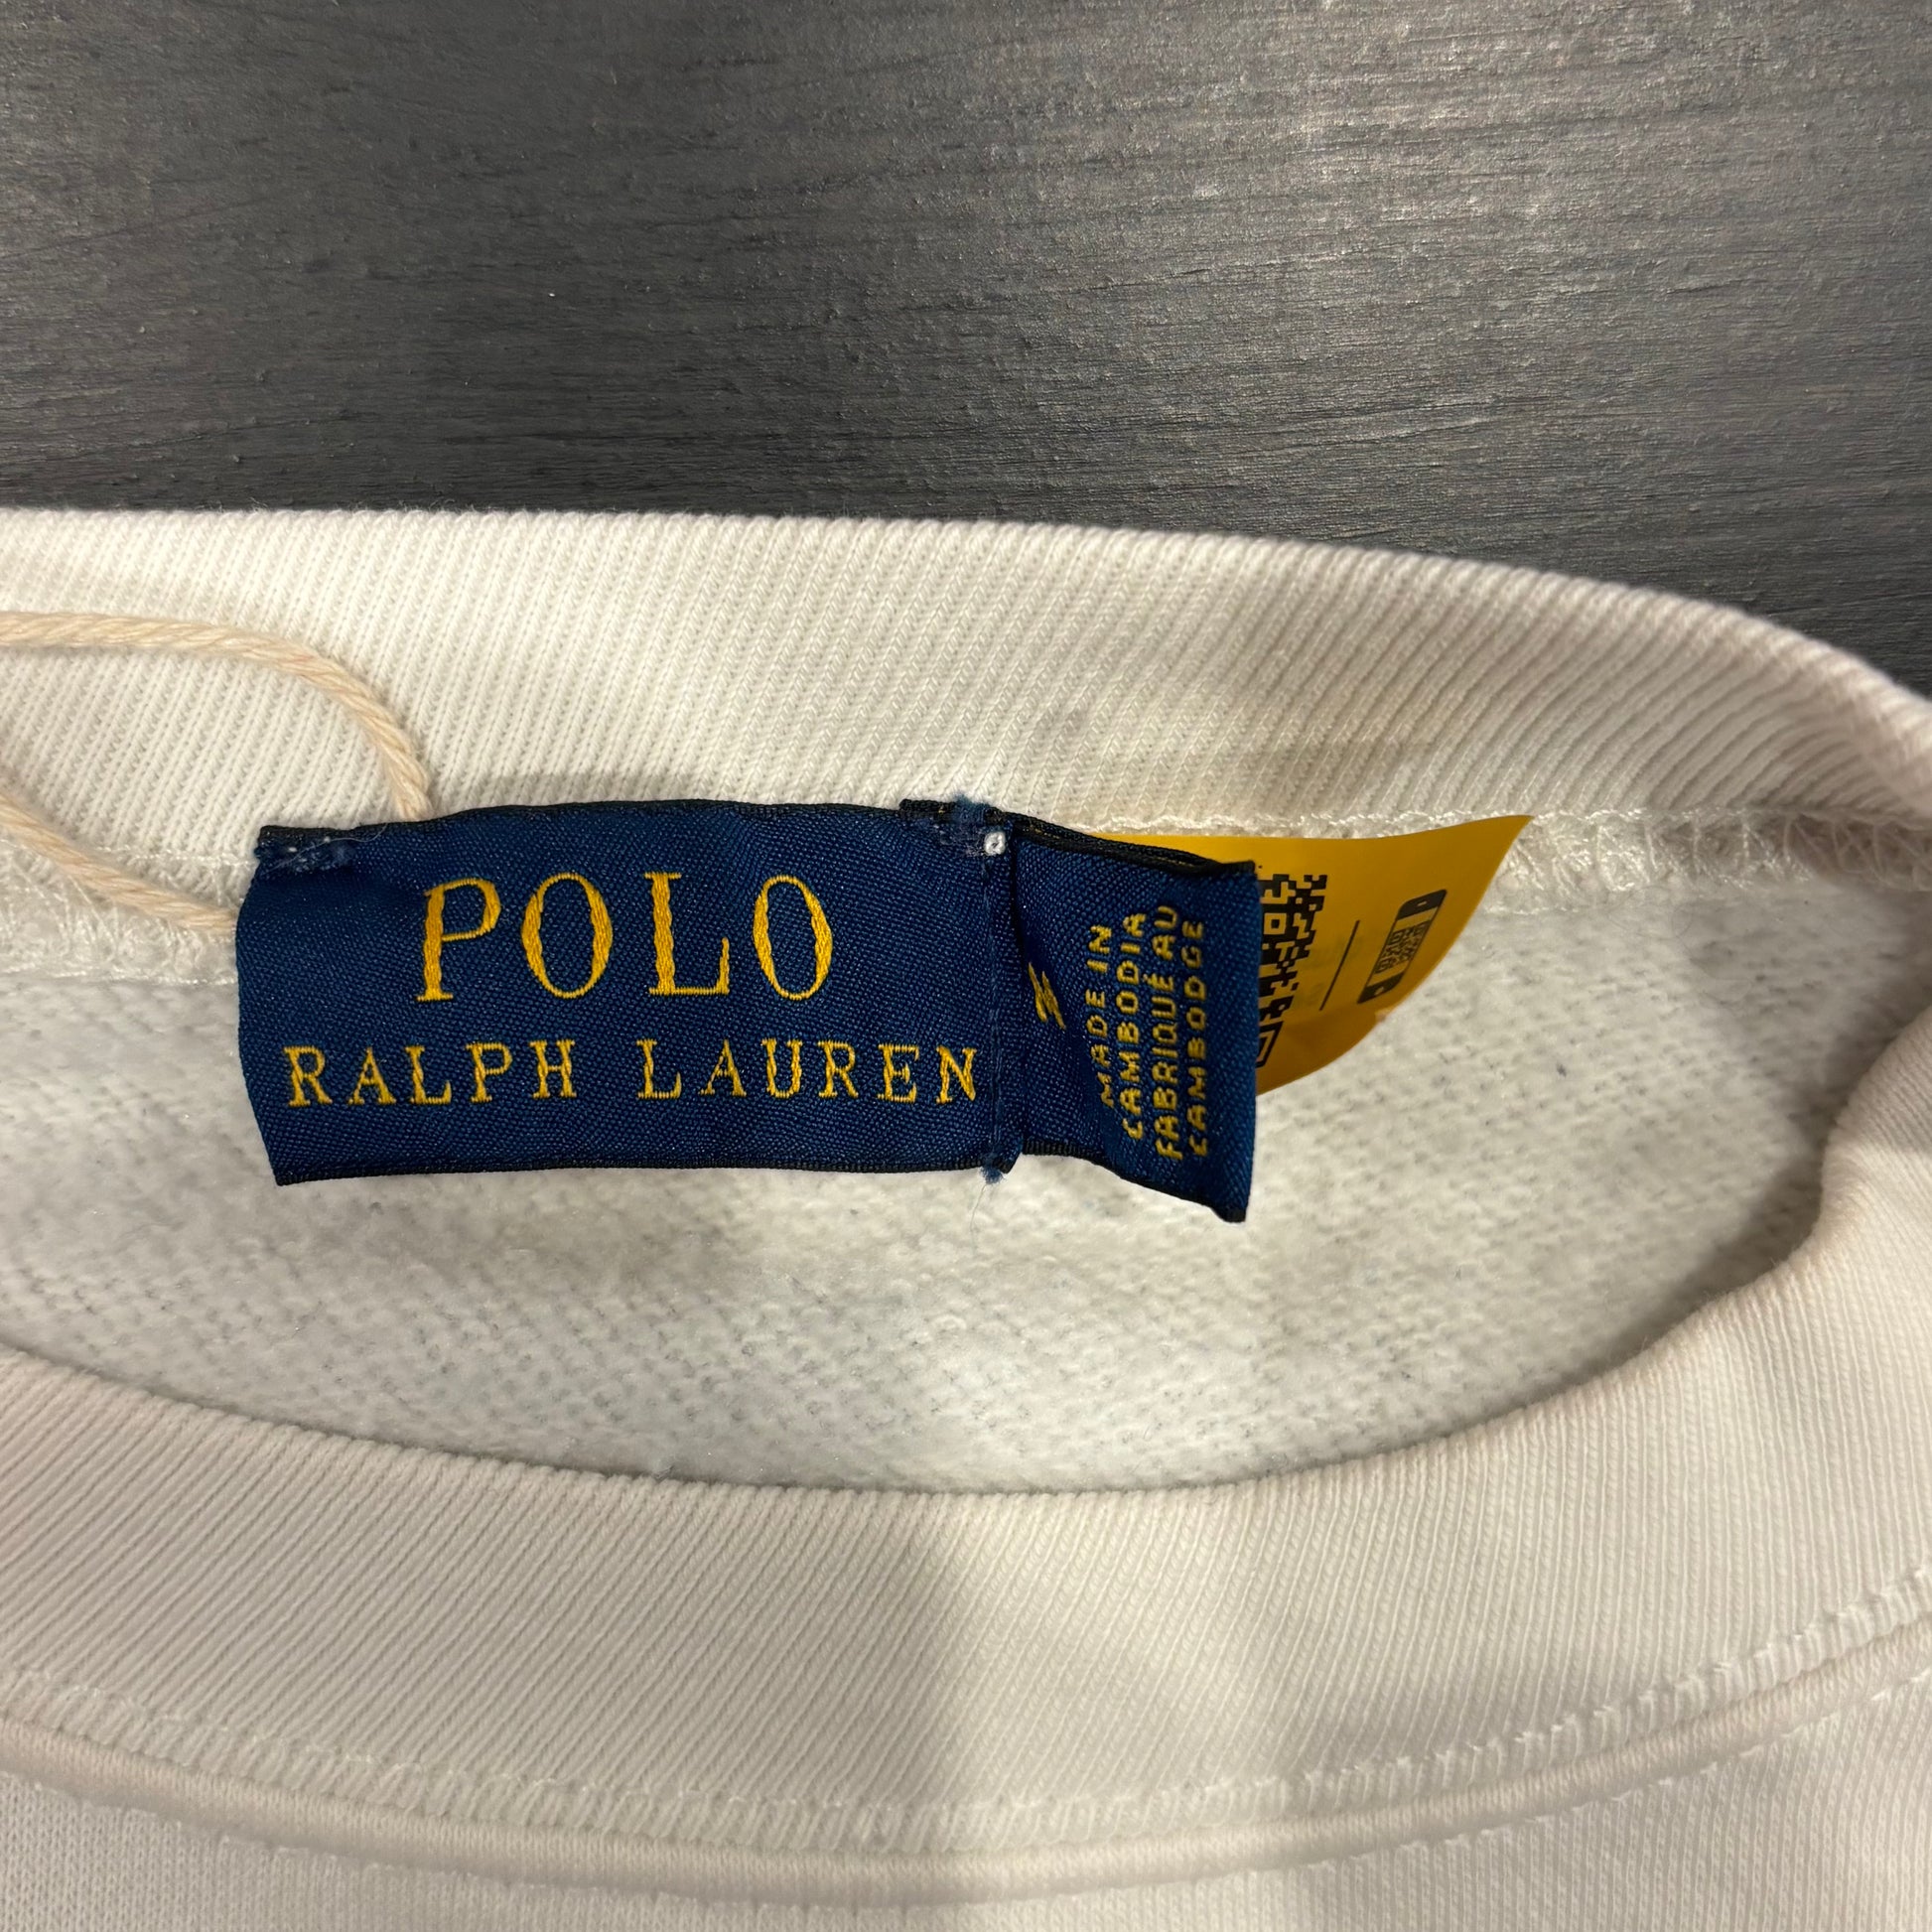 POLO
RALPH LAUREN
M
MADE IN
CAMBODIA
FABRIQUÉ AU
CAMBODGE